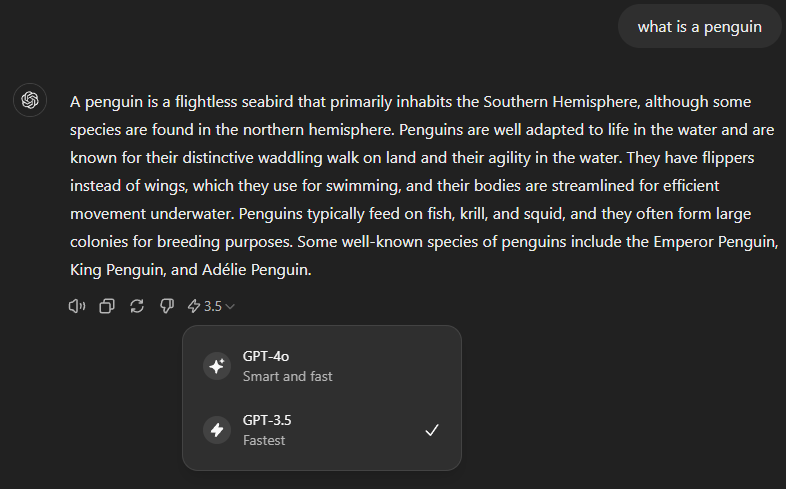 what is a penguin
A penguin is a flightless seabird that primarily inhabits the Southern Hemisphere, although some
species are found in the northern hemisphere. Penguins are well adapted to life in the water and are
known for their distinctive waddling walk on land and their agility in the water. They have flippers
instead of wings, which they use for swimming, and their bodies are streamlined for efficient
movement underwater. Penguins typically feed on fish, krill, and squid, and they often form large
colonies for breeding purposes. Some well-known species of penguins include the Emperor Penguin,
King Penguin, and Adélie Penguin.
3.5
GPT-4o
Smart and fast
GPT-3.5
Fastest